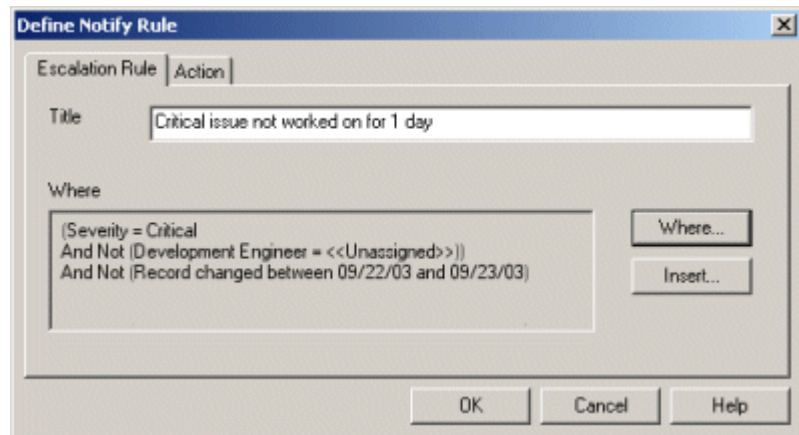 Define Notify Rule
Escalation Rule Action
Title Critical issue not worked on for 1 day
Where
(Severity = Critical
And Not (Development Engineer = <<Unassigned>>))
And Not (Record changed between 09/22/03 and 09/23/03)
Where...
Insert...
OK Cancel Help